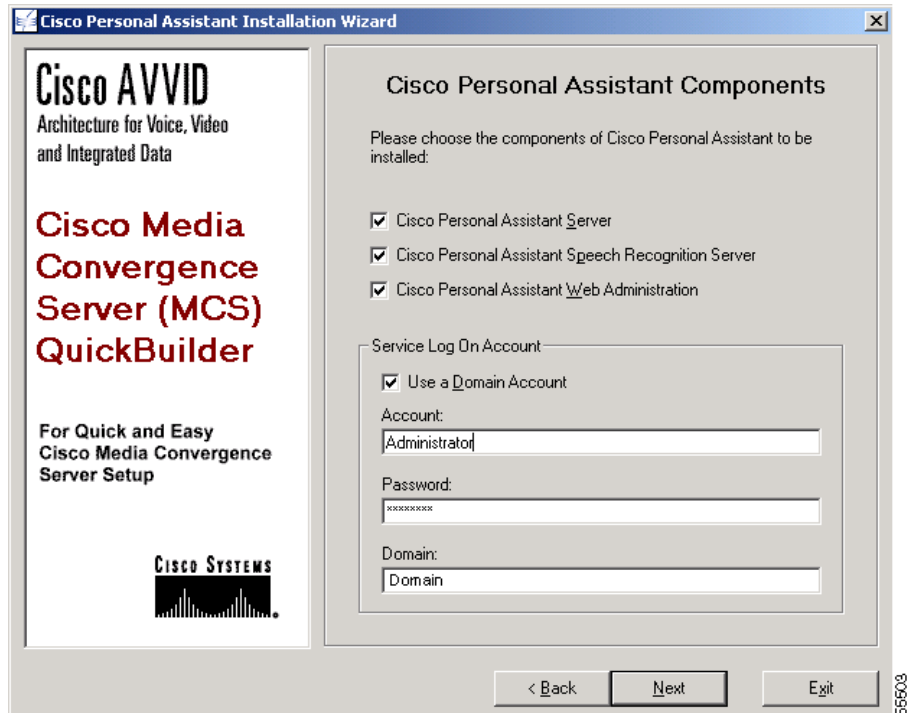 Cisco Personal Assistant Installation Wizard
Cisco AVVID
Architecture for Voice, Video
and Integrated Data
Cisco Media
Convergence
Server (MCS)
QuickBuilder
For Quick and Easy
Cisco Media Convergence
Server Setup
CISCO SYSTEMS
Cisco Personal Assistant Components
Please choose the components of Cisco Personal Assistant to be
installed:
Cisco Personal Assistant Server
Cisco Personal Assistant Speech Recognition Server
Cisco Personal Assistant Web Administration
Service Log On Account
Use a Domain Account
Account:
Administrator
Password:
********
Domain:
Domain
< Back
Next
Exit
55503